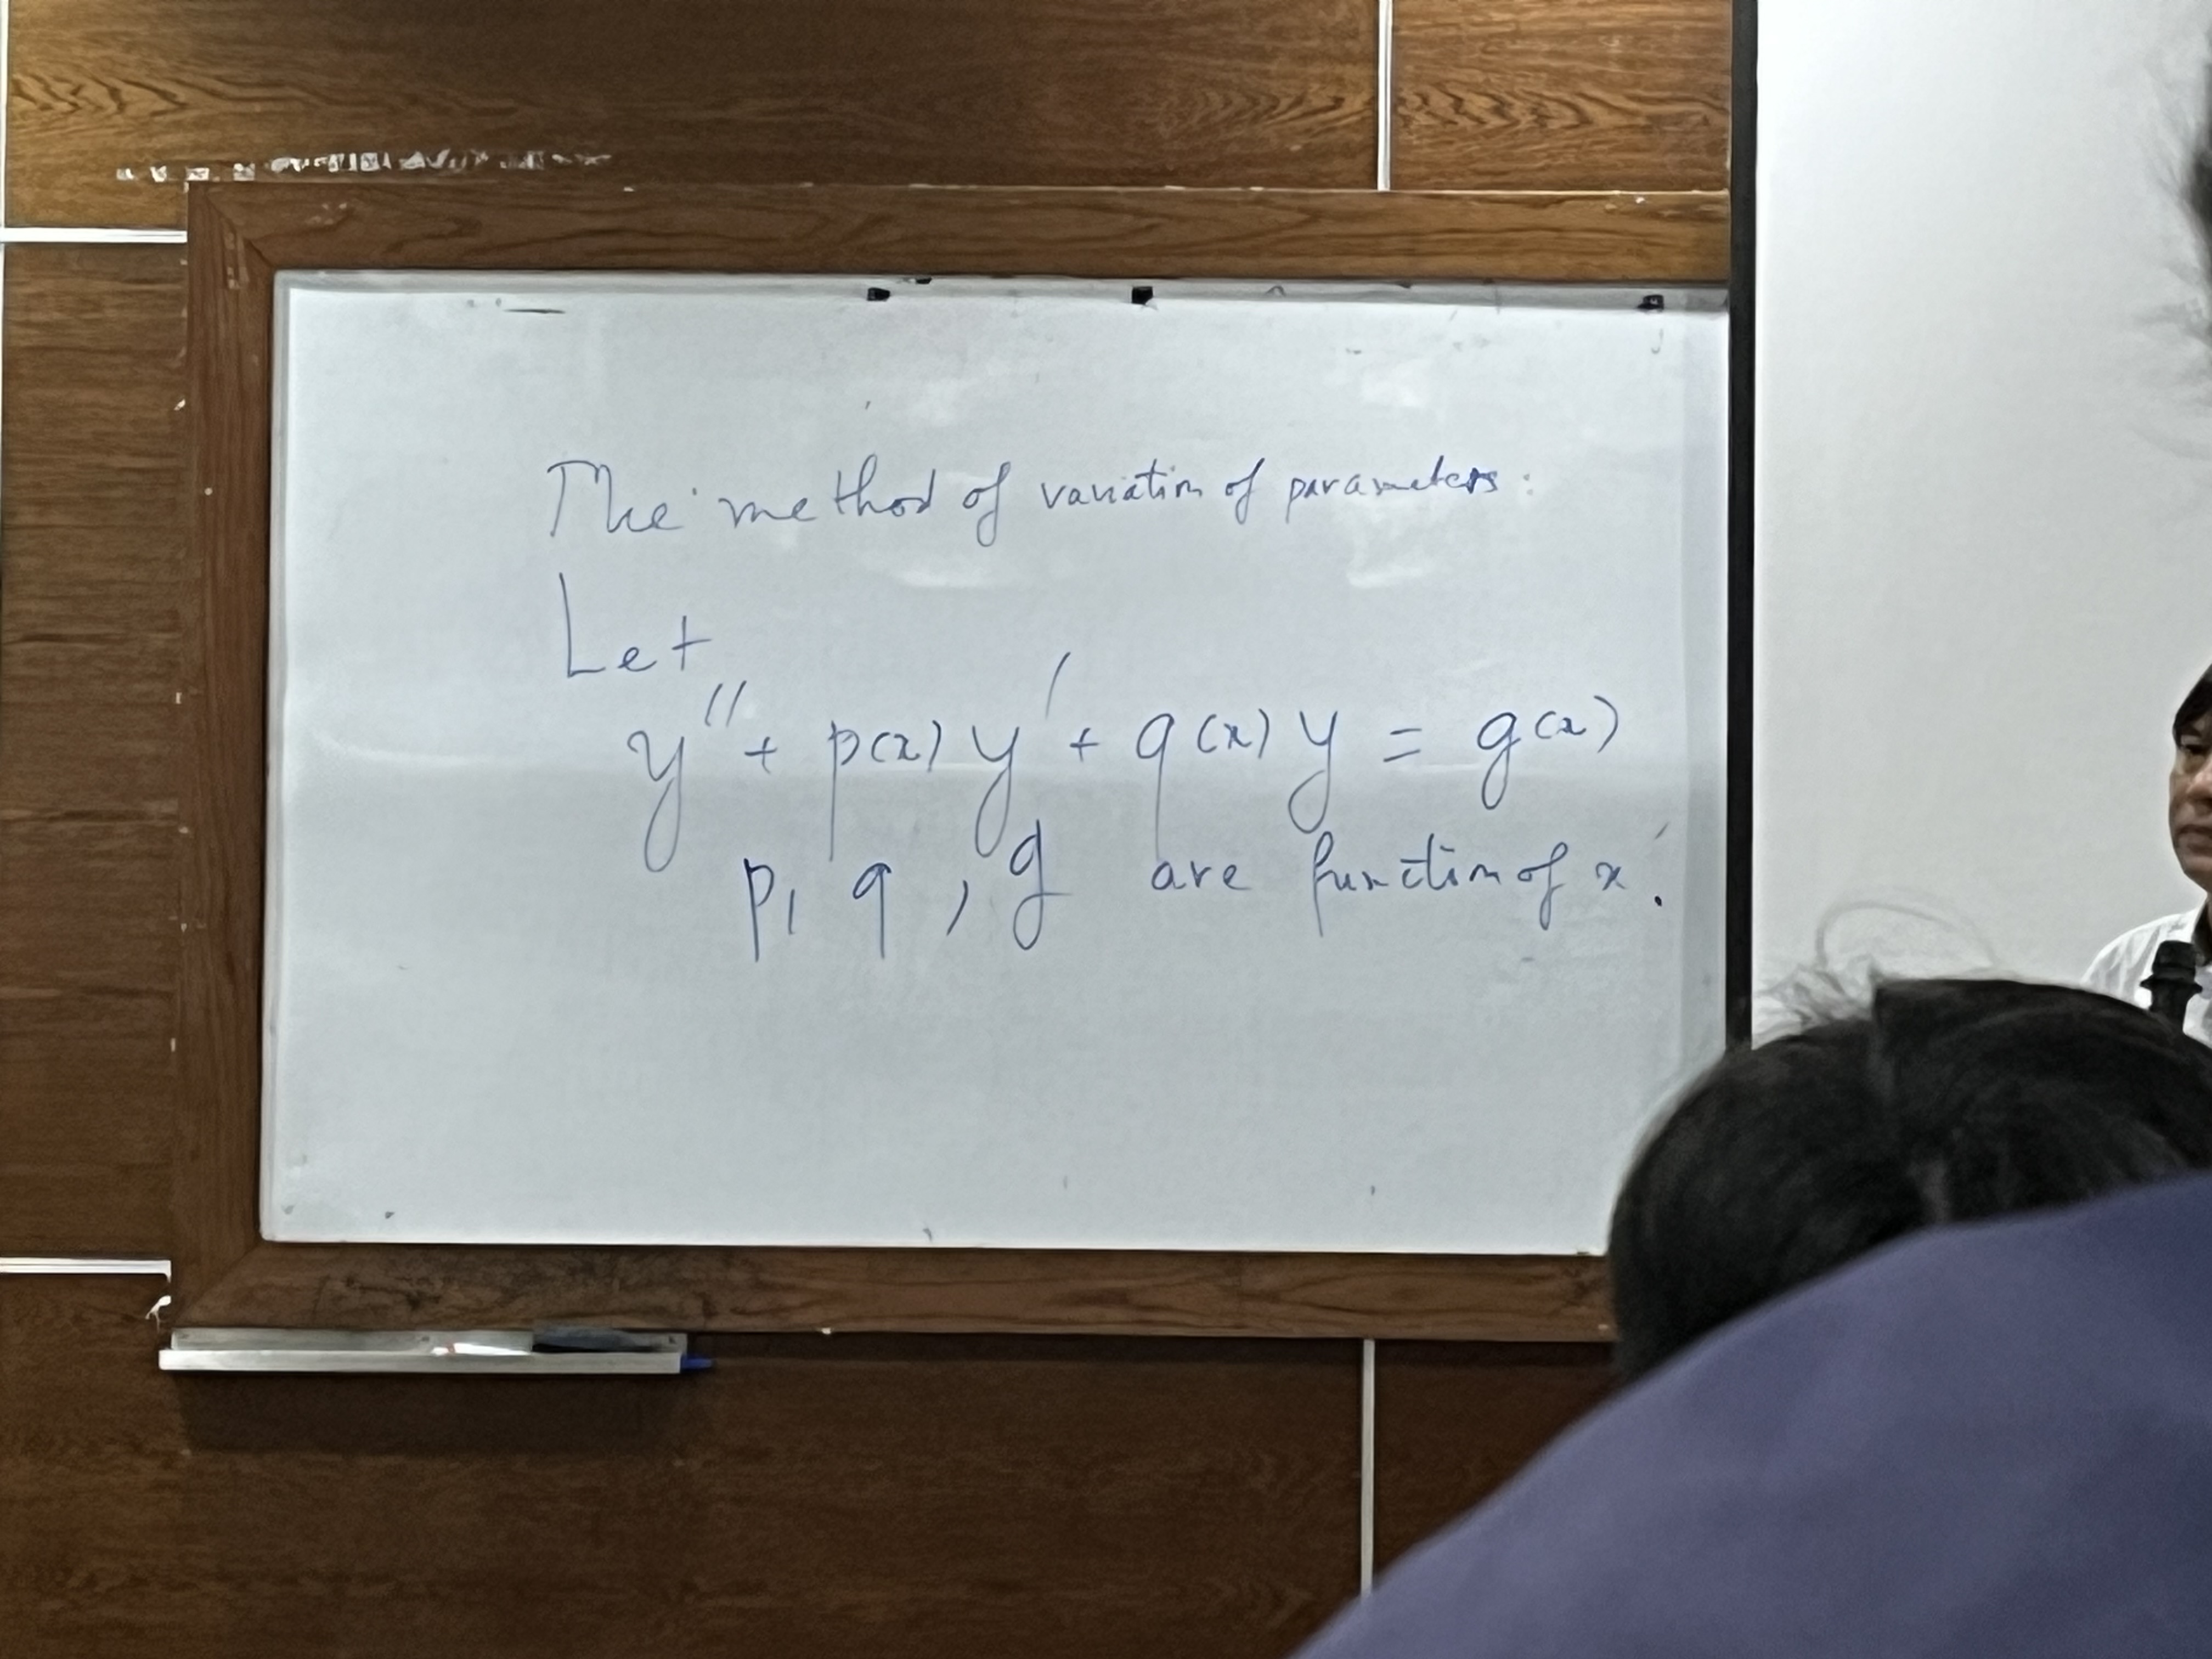 The method of variation of parameters:
Let
y'' + p(x) y' + q(x) y = g(x)
p, q, g are function of x.